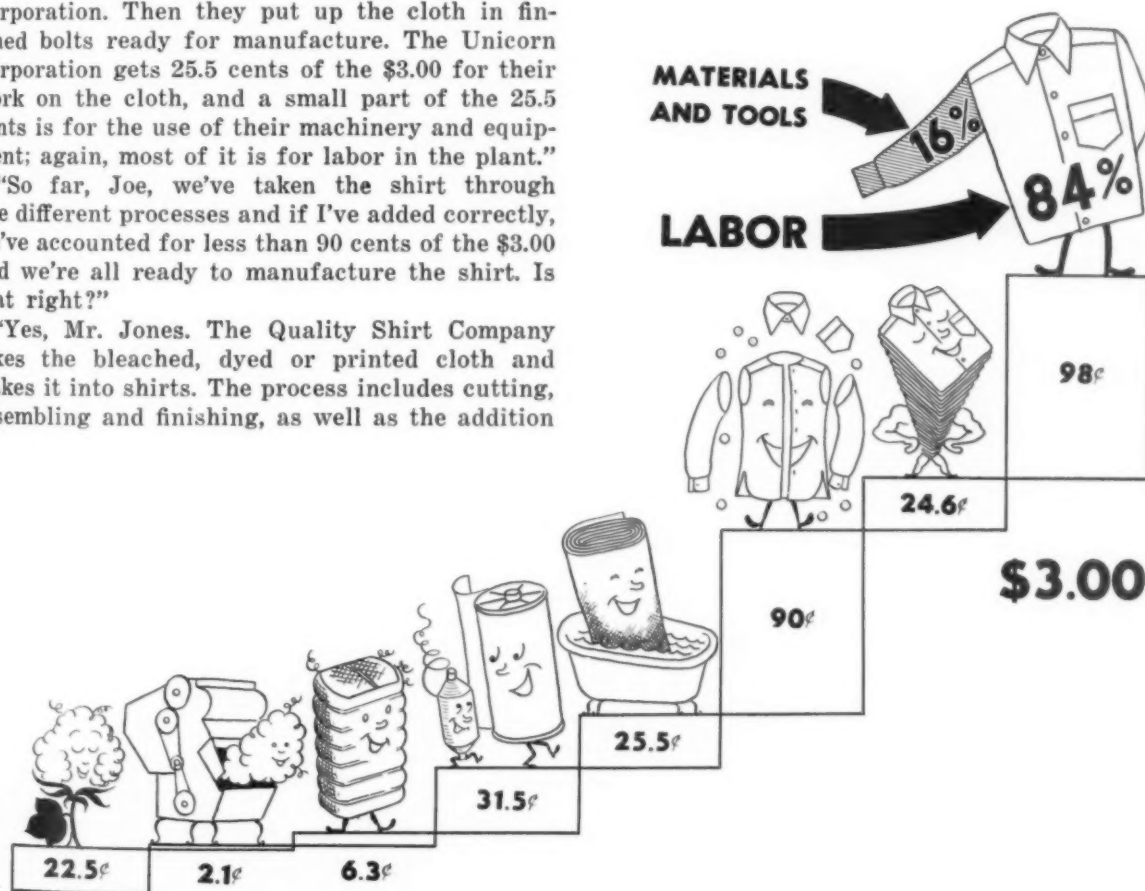 rporation. Then they put up the cloth in fin-
hed bolts ready for manufacture. The Unicorn
rporation gets 25.5 cents of the $3.00 for their
rk on the cloth, and a small part of the 25.5
nts is for the use of their machinery and equip-
ent; again, most of it is for labor in the plant."
"So far, Joe, we've taken the shirt through
e different processes and if I've added correctly,
've accounted for less than 90 cents of the $3.00
d we're all ready to manufacture the shirt. Is
at right?"
"Yes, Mr. Jones. The Quality Shirt Company
kes the bleached, dyed or printed cloth and
kes it into shirts. The process includes cutting,
sembling and finishing, as well as the addition
MATERIALS
AND TOOLS
16%
LABOR
84%
98¢
24.6¢
$3.00
90¢
25.5¢
31.5¢
22.5¢
2.1¢
6.3¢